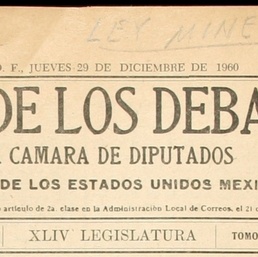 LEY MINE
D. F., JUEVES 29 DE DICIEMBRE DE 1960
DE LOS DEBA
CAMARA DE DIPUTADOS
DE LOS ESTADOS UNIDOS MEXI
artículo de 2a. clase en la Administración Local de Correos, el 21 d
XLIV LEGISLATURA
TOMO